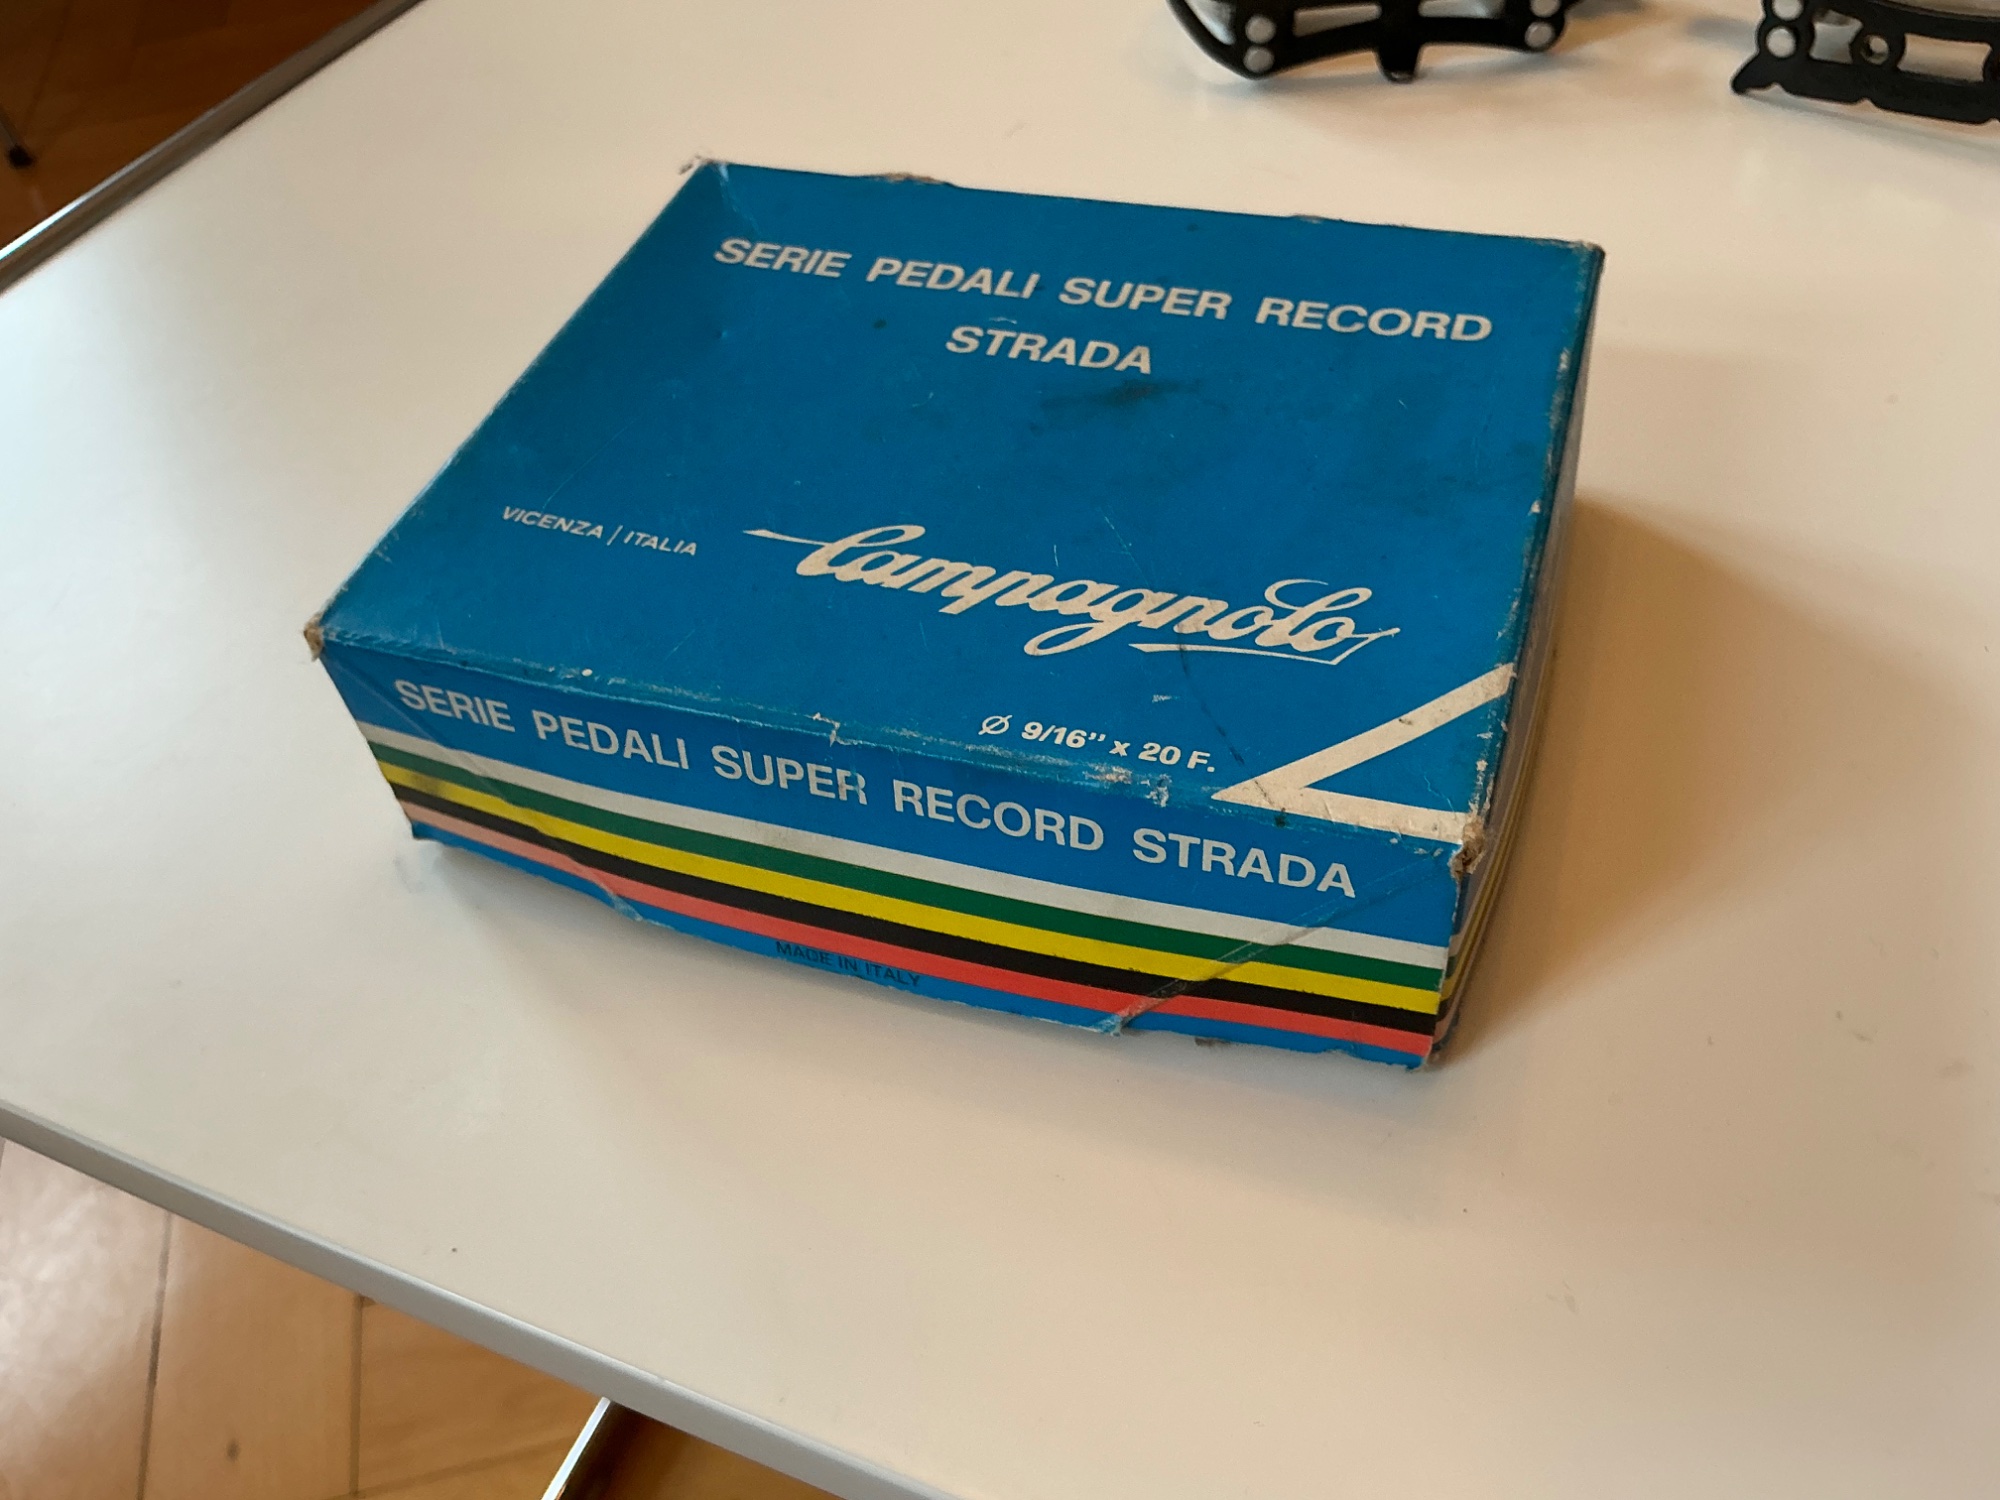 SERIE PEDALI SUPER RECORD
STRADA
VICENZA / ITALIA
Campagnolo
Ø 9/16" x 20 F.
SERIE PEDALI SUPER RECORD STRADA
MADE IN ITALY